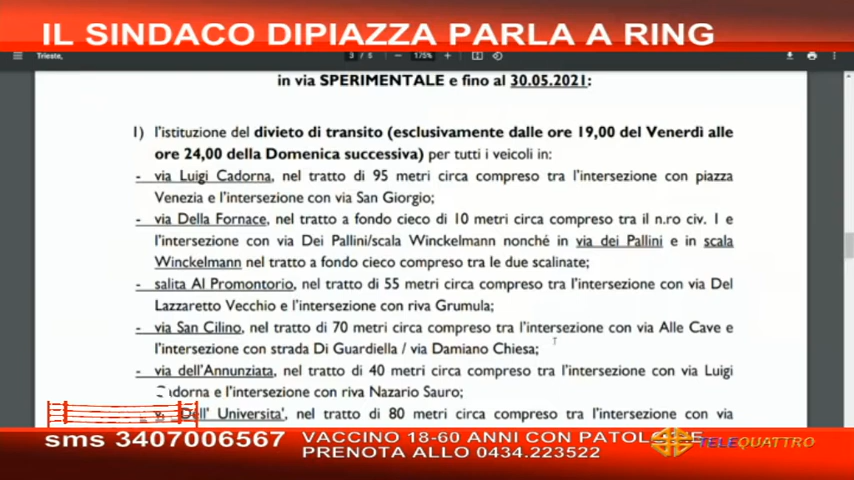 IL SINDACO DIPIAZZA PARLA A RING
Trieste,
3 / 5
175%
in via SPERIMENTALE e fino al 30.05.2021:
1) l'istituzione del divieto di transito (esclusivamente dalle ore 19,00 del Venerdì alle
ore 24,00 della Domenica successiva) per tutti i veicoli in:
- via Luigi Cadorna, nel tratto di 95 metri circa compreso tra l'intersezione con piazza
Venezia e l'intersezione con via San Giorgio;
- via Della Fornace, nel tratto a fondo cieco di 10 metri circa compreso tra il n.ro civ. 1 e
l'intersezione con via Dei Pallini/scala Winckelmann nonché in via dei Pallini e in scala
Winckelmann nel tratto a fondo cieco compreso tra le due scalinate;
- salita Al Promontorio, nel tratto di 55 metri circa compreso tra l'intersezione con via Del
Lazzaretto Vecchio e l'intersezione con riva Grumula;
- via San Cilino, nel tratto di 70 metri circa compreso tra l'intersezione con via Alle Cave e
l'intersezione con strada Di Guardiella / via Damiano Chiesa;
- via dell'Annunziata, nel tratto di 40 metri circa compreso tra l'intersezione con via Luigi
Cadorna e l'intersezione con riva Nazario Sauro;
Dell' Universita', nel tratto di 80 metri circa compreso tra l'intersezione con via
sms 3407006567
VACCINO 18-60 ANNI CON
PRENOTA ALLO 0434.223522
TELEQUATTRO